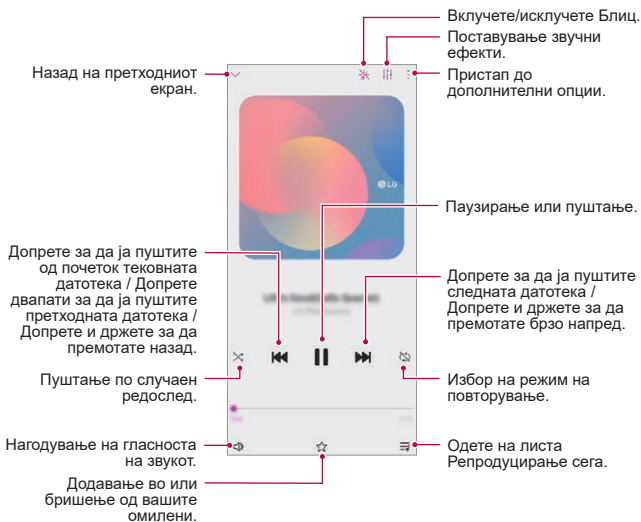 Вклучете/исклучете Блиц.
Поставување звучни
ефекти.
Назад на претходниот
екран.
Пристап до
дополнителни опции.
LG
Паузирање или пуштање.
Допрете за да ја пуштите
од почеток тековната
датотека / Допрете
двапати за да ја пуштите
претходната датотека /
Допрете и држете за да
премотате назад.
Допрете за да ја пуштите
следната датотека /
Допрете и држете за да
премотате брзо напред.
Пуштање по случаен
редослед.
Избор на режим на
повторување.
Нагодување на гласноста
на звукот.
Додавање во или
бришење од вашите
омилени.
Одете на листа
Репродуцирање сега.